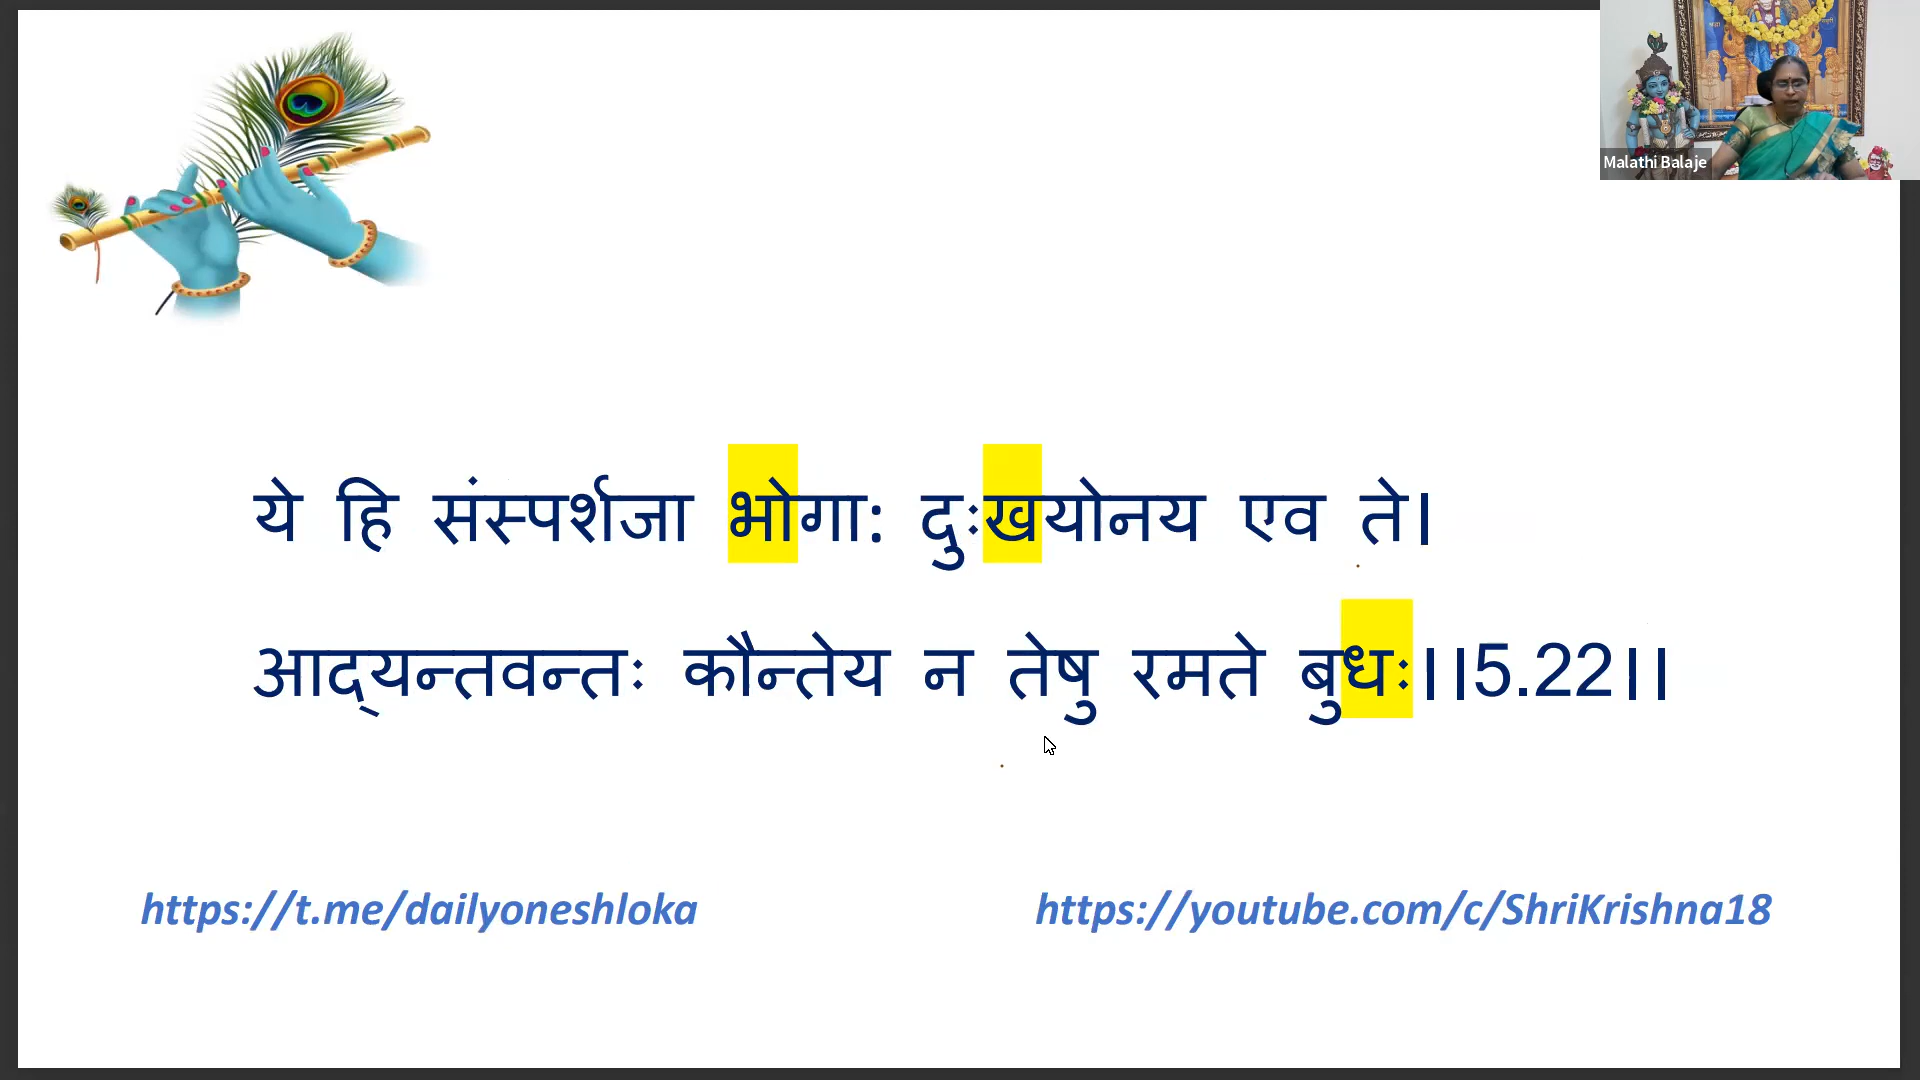 Malathi Balaje
ये हि संस्पर्शजा भोगा: दुःखयोनय एव ते।
आद्‌यन्तवन्तः कौन्तेय न तेषु रमते बुधः।।5.22।।
https://t.me/dailyoneshloka
https://youtube.com/c/ShriKrishna18